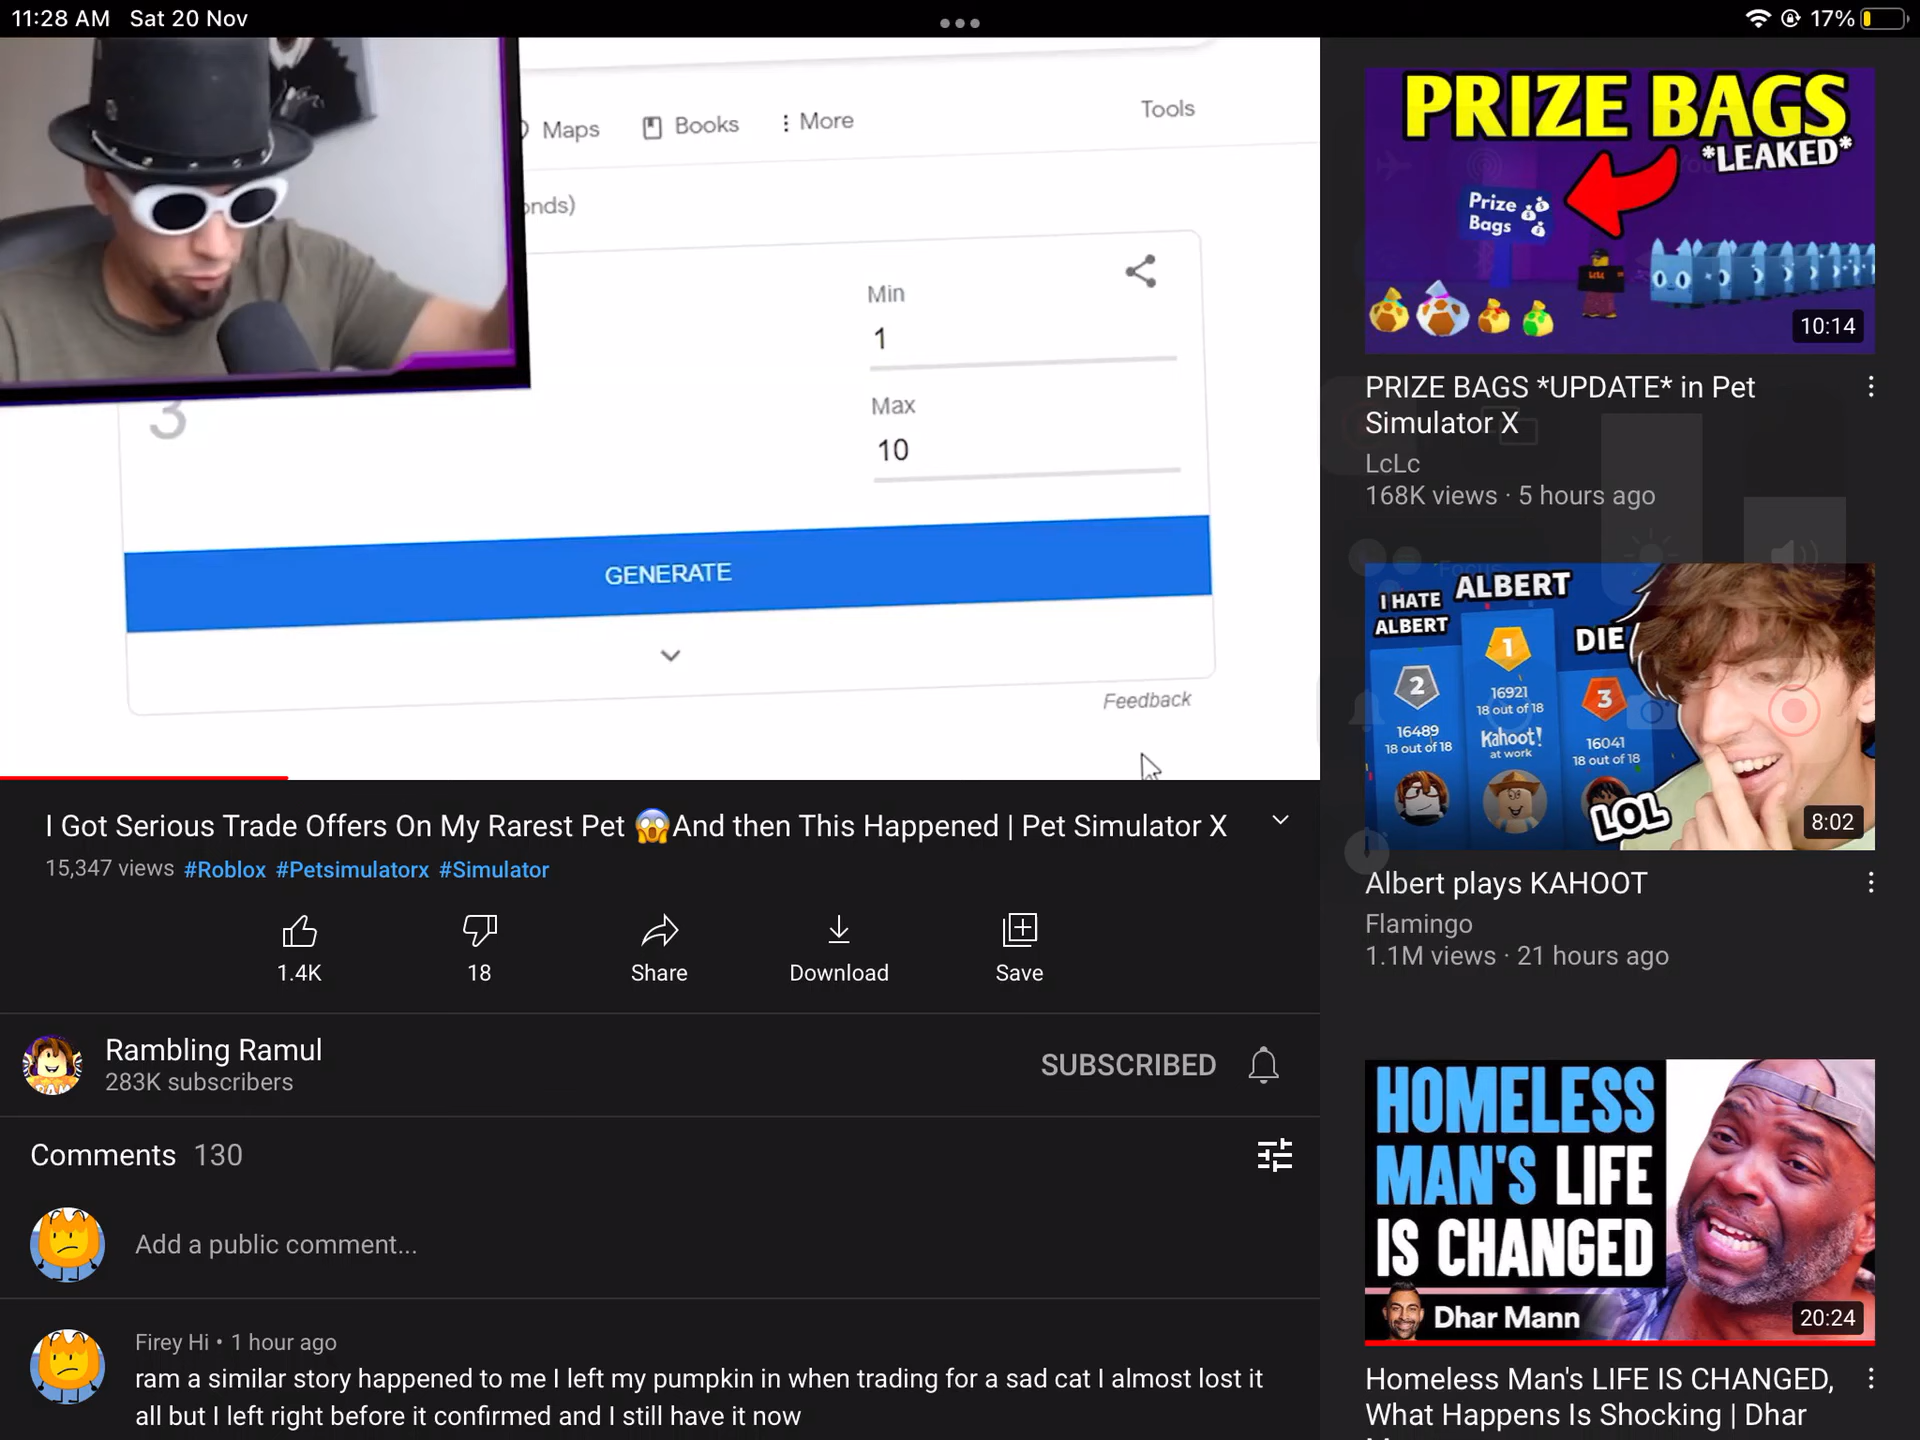 11:28 AM Sat 20 Nov
17%
Maps
Books
More
Tools
onds)
Min
1
Max
10
3
GENERATE
Feedback
I Got Serious Trade Offers On My Rarest Pet 😱And then This Happened | Pet Simulator X
15,347 views #Roblox #Petsimulatorx #Simulator
1.4K
18
Share
Download
Save
Rambling Ramul
283K subscribers
SUBSCRIBED
Comments 130
Add a public comment...
Firey Hi • 1 hour ago
ram a similar story happened to me I left my pumpkin in when trading for a sad cat I almost lost it
all but I left right before it confirmed and I still have it now
PRIZE BAGS
*LEAKED*
Prize
Bags
LCLC
10:14
PRIZE BAGS *UPDATE* in Pet
Simulator X
LcLc
168K views · 5 hours ago
Focus
I HATE
ALBERT
ALBERT
DIE
1
2
3
16921
18 out of 18
16489
18 out of 18
16041
18 out of 18
Kahoot!
at work
LOL
8:02
Albert plays KAHOOT
Flamingo
1.1M views · 21 hours ago
HOMELESS
MAN'S LIFE
IS CHANGED
Dhar Mann
20:24
Homeless Man's LIFE IS CHANGED,
What Happens Is Shocking | Dhar